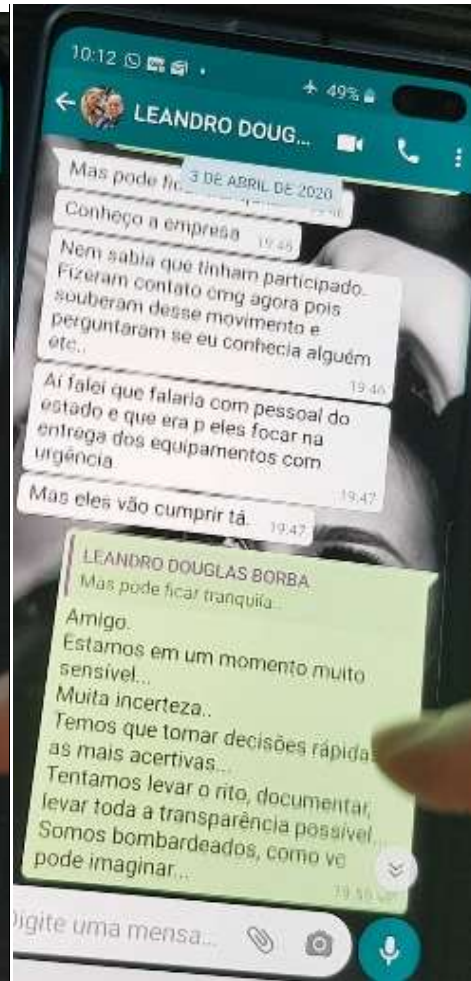 10:12
49%
LEANDRO DOUG...
3 DE ABRIL DE 2020
Mas pode
Conheço a empresa
19:46
Nem sabia que tinham participado.
Fizeram contato cmg agora pois
souberam desse movimento e
perguntaram se eu conhecia alguém
etc..
19:46
Aí falei que falaria com pessoal do
estado e que era p eles focar na
entrega dos equipamentos com
urgência
19:47
Mas eles vão cumprir tá.
19:47
LEANDRO DOUGLAS BORBA
Mas pode ficar tranquila..
Amigo.
Estamos em um momento muito
sensível...
Muita incerteza..
Temos que tomar decisões rápidas
as mais acertivas...
Tentamos levar o rito, documentar,
levar toda a transparência possível...
Somos bombardeados, como vc
pode imaginar...
Digite uma mensa...